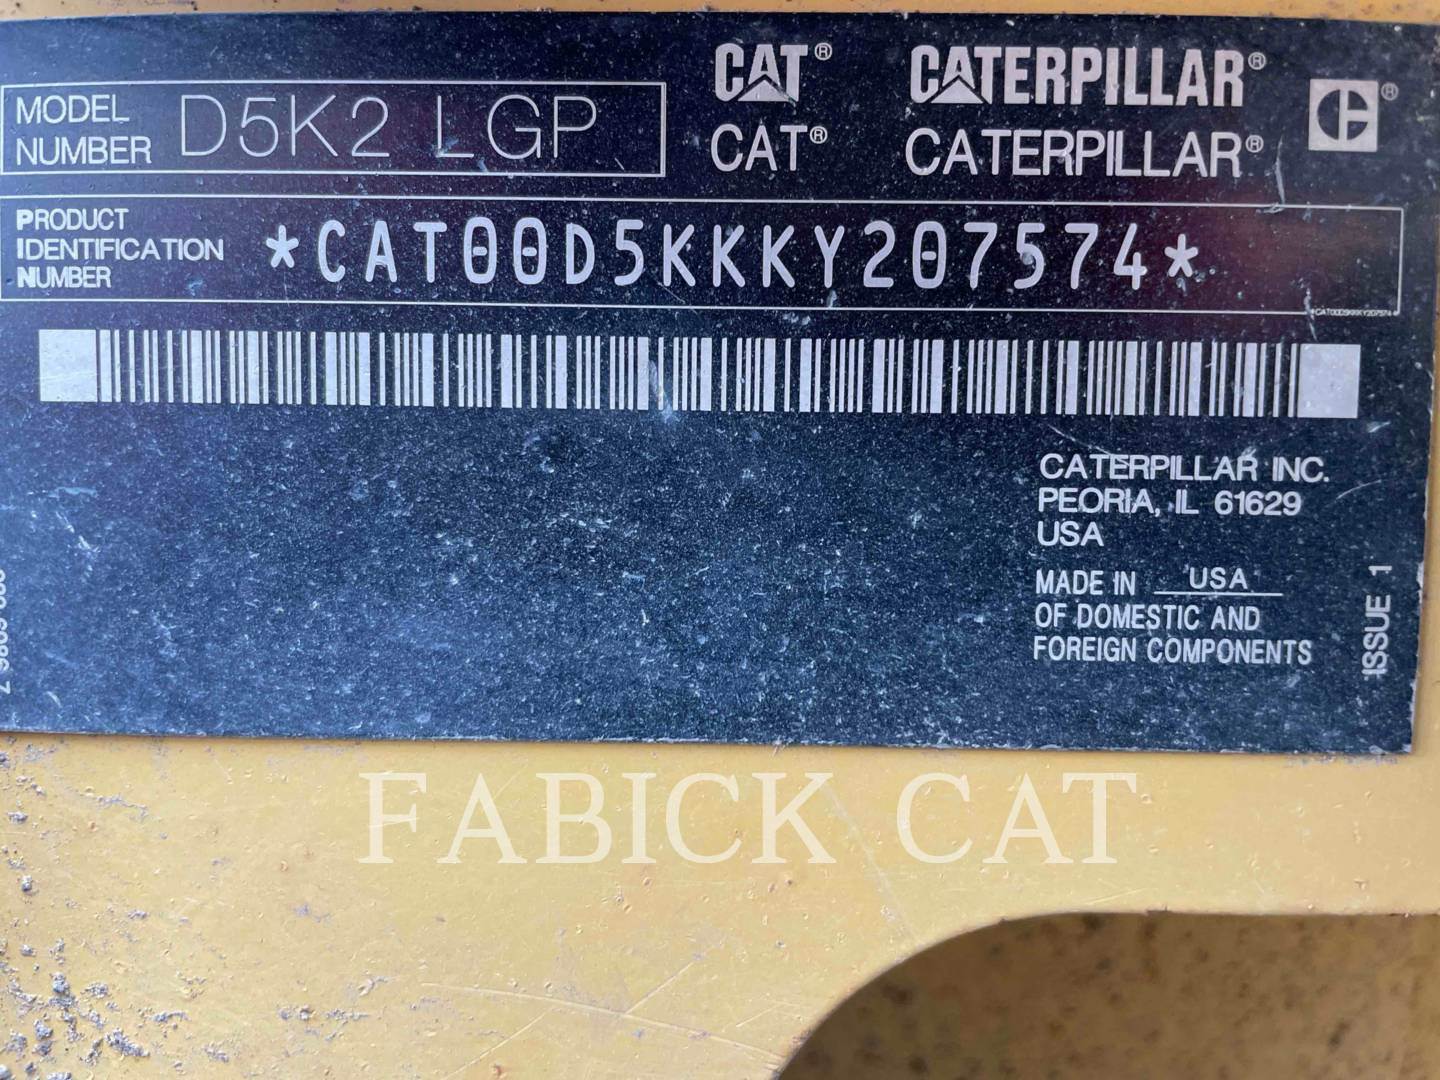 CAT® CATERPILLAR®
MODEL NUMBER D5K2 LGP
CAT® CATERPILLAR®
PRODUCT IDENTIFICATION NUMBER *CAT00D5KKKY207574*
*CAT00D5KKKY207574*
CATERPILLAR INC.
PEORIA, IL 61629
USA
MADE IN USA
OF DOMESTIC AND
FOREIGN COMPONENTS
ISSUE 1
FABICK CAT